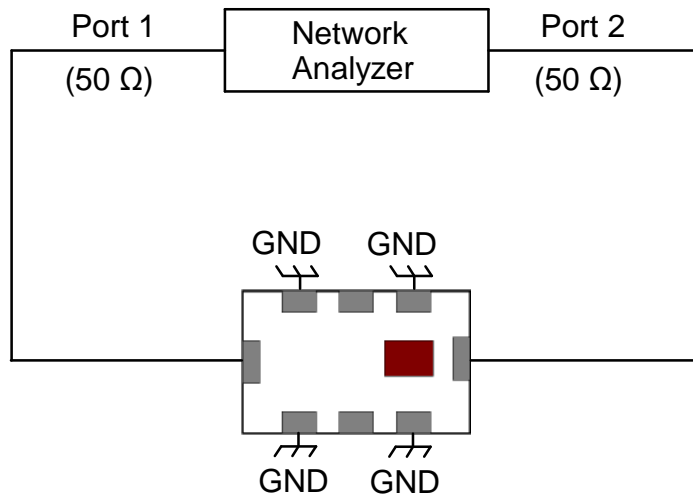 Port 1
Network
Analyzer
Port 2
(50 Ω)
(50 Ω)
GND
GND
GND
GND